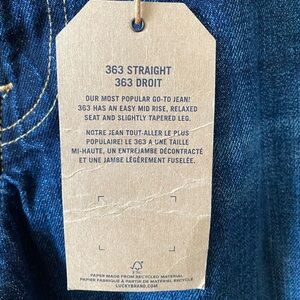 363 STRAIGHT
363 DROIT
OUR MOST POPULAR GO-TO JEAN!
363 HAS AN EASY MID RISE, RELAXED
SEAT AND SLIGHTLY TAPERED LEG.
NOTRE JEAN TOUT-ALLER LE PLUS
POPULAIRE! LE 363 A UNE TAILLE
MI-HAUTE, UN ENTREJAMBE DÉCONTRACTÉ
ET UNE JAMBE LÉGÈREMENT FUSELÉE.
PAPER MADE FROM RECYCLED MATERIAL
PAPIER FABRIQUÉ À PARTIR DE MATÉRIEL RECYCLÉ
LUCKYBRAND.COM